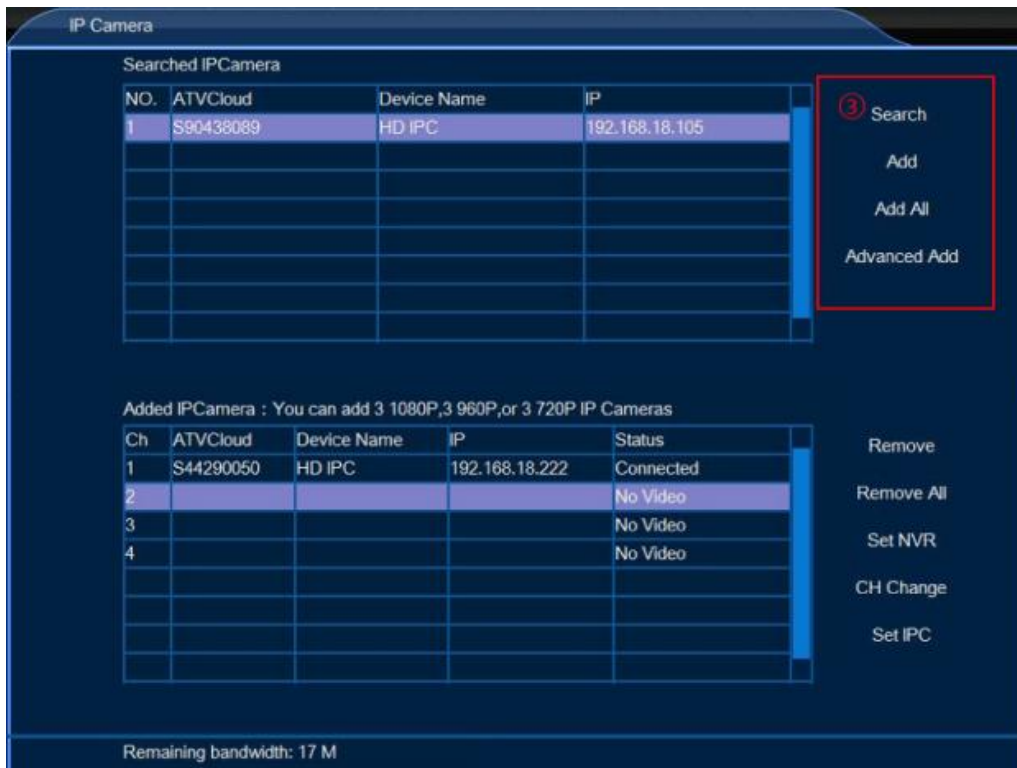 IP Camera
Searched IPCamera
NO. ATVCloud Device Name IP
1 S90438089 HD IPC 192.168.18.105
③ Search
Add
Add All
Advanced Add
Added IPCamera : You can add 3 1080P,3 960P,or 3 720P IP Cameras
Ch ATVCloud Device Name IP Status
1 S44290050 HD IPC 192.168.18.222 Connected
2 No Video
3 No Video
4 No Video
Remove
Remove All
Set NVR
CH Change
Set IPC
Remaining bandwidth: 17 M